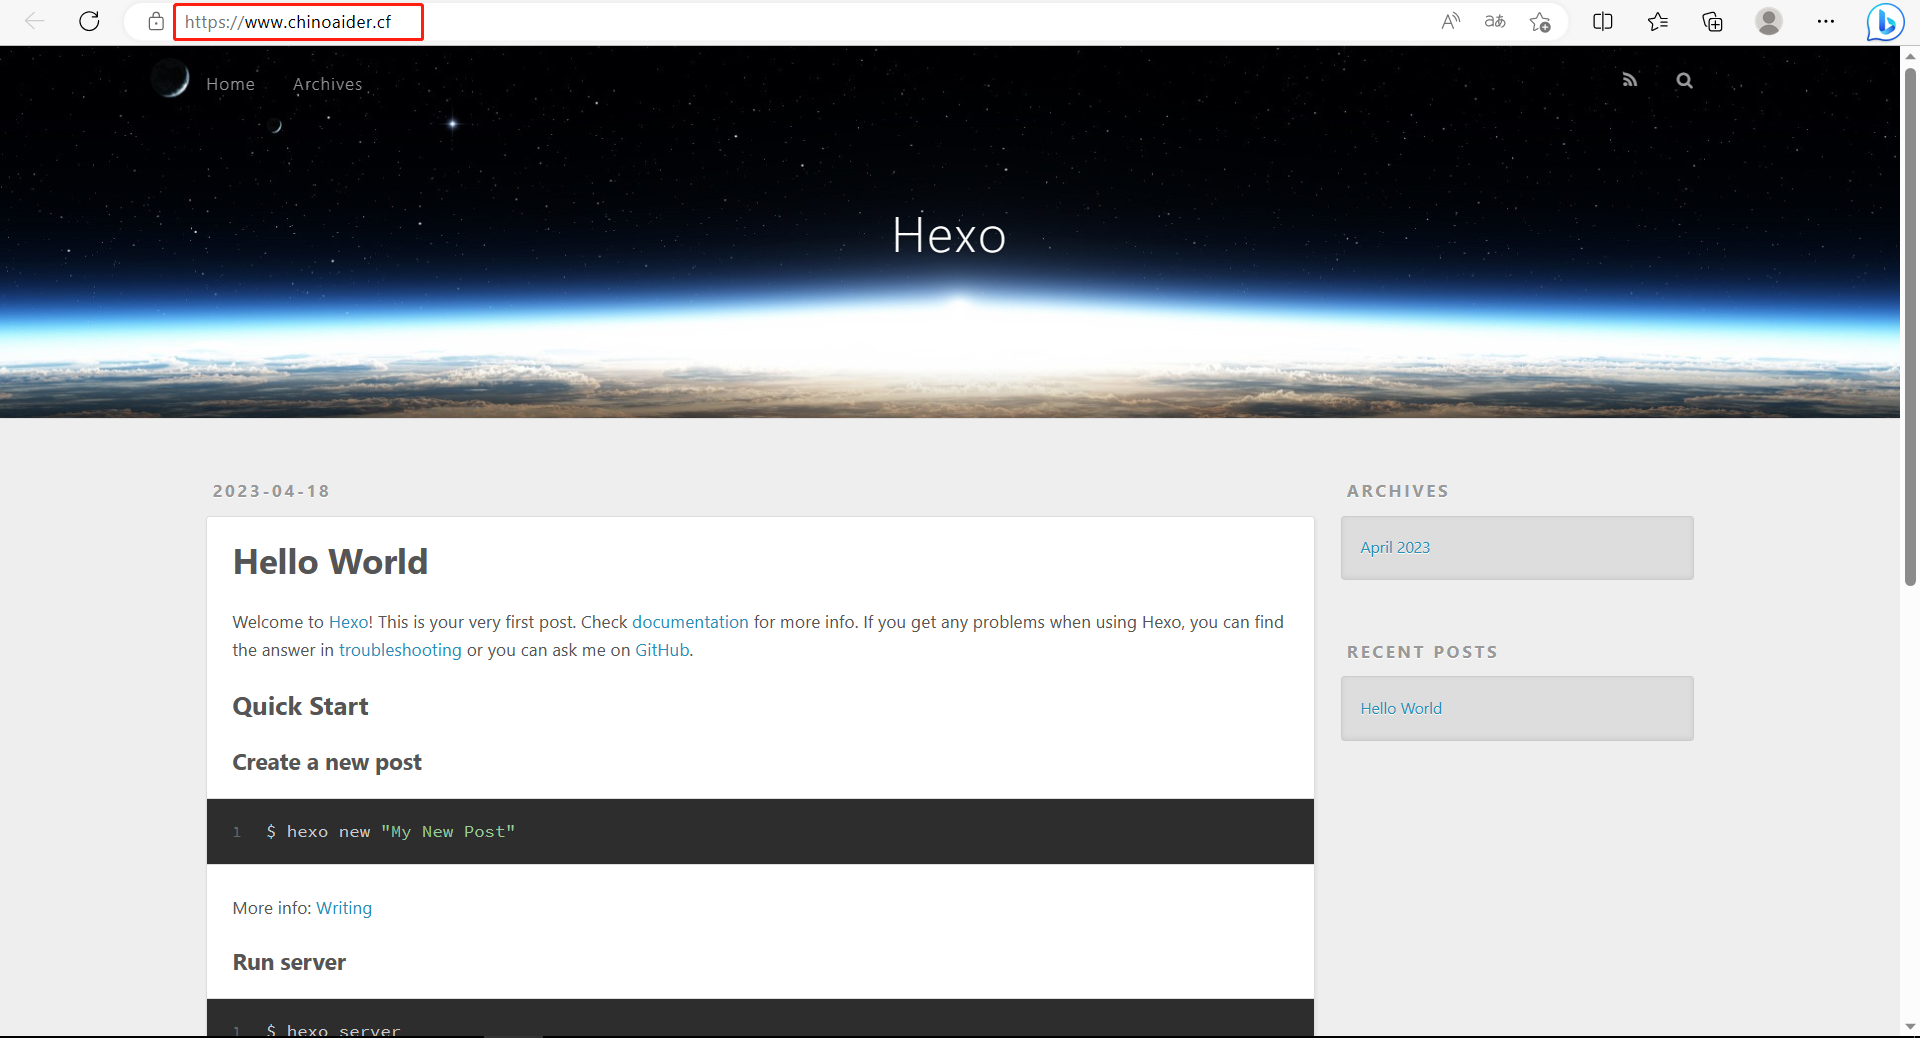 https://www.chinoaider.cf
Home Archives
Hexo
2023-04-18
Hello World
Welcome to Hexo! This is your very first post. Check documentation for more info. If you get any problems when using Hexo, you can find
the answer in troubleshooting or you can ask me on GitHub.
Quick Start
Create a new post
1 $ hexo new "My New Post"
More info: Writing
Run server
1 $ hexo server
ARCHIVES
April 2023
RECENT POSTS
Hello World